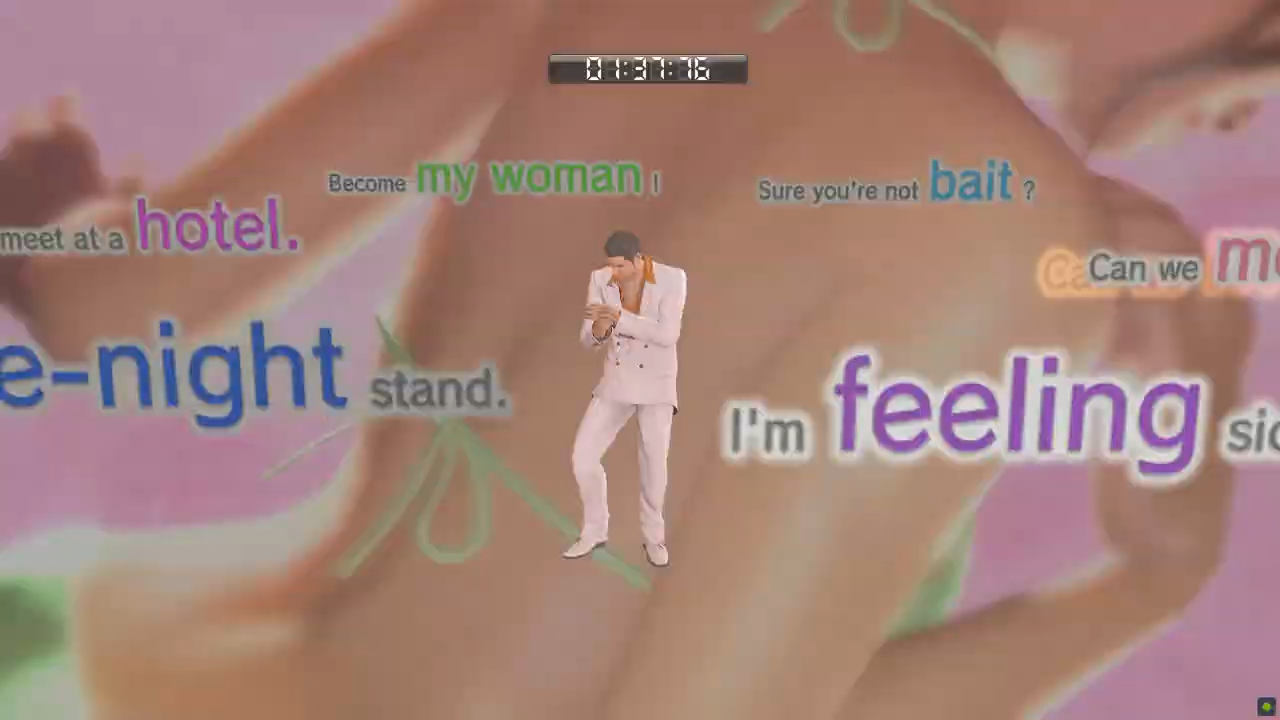 01:37:76
Become my woman!
Sure you're not bait?
meet at a hotel.
Can we
e-night stand.
I'm feeling